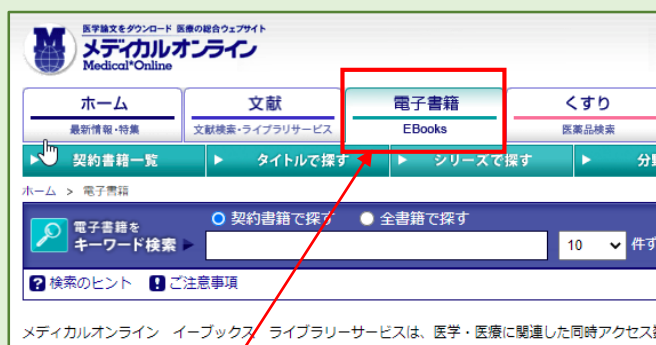 医学論文をダウンロード 医療の総合ウェブサイト
メディカルオンライン
Medical*Online
ホーム 文献 電子書籍 くすり
最新情報・特集 文献検索・ライブラリサービス EBooks 医薬品検索
契約書籍一覧 タイトルで探す シリーズで探す 分
ホーム > 電子書籍
電子書籍を
キーワード検索
契約書籍で探す 全書籍で探す
10 件ず
検索のヒント ご注意事項
メディカルオンライン イーブックス ライブラリーサービスは、医学・医療に関連した同時アクセス